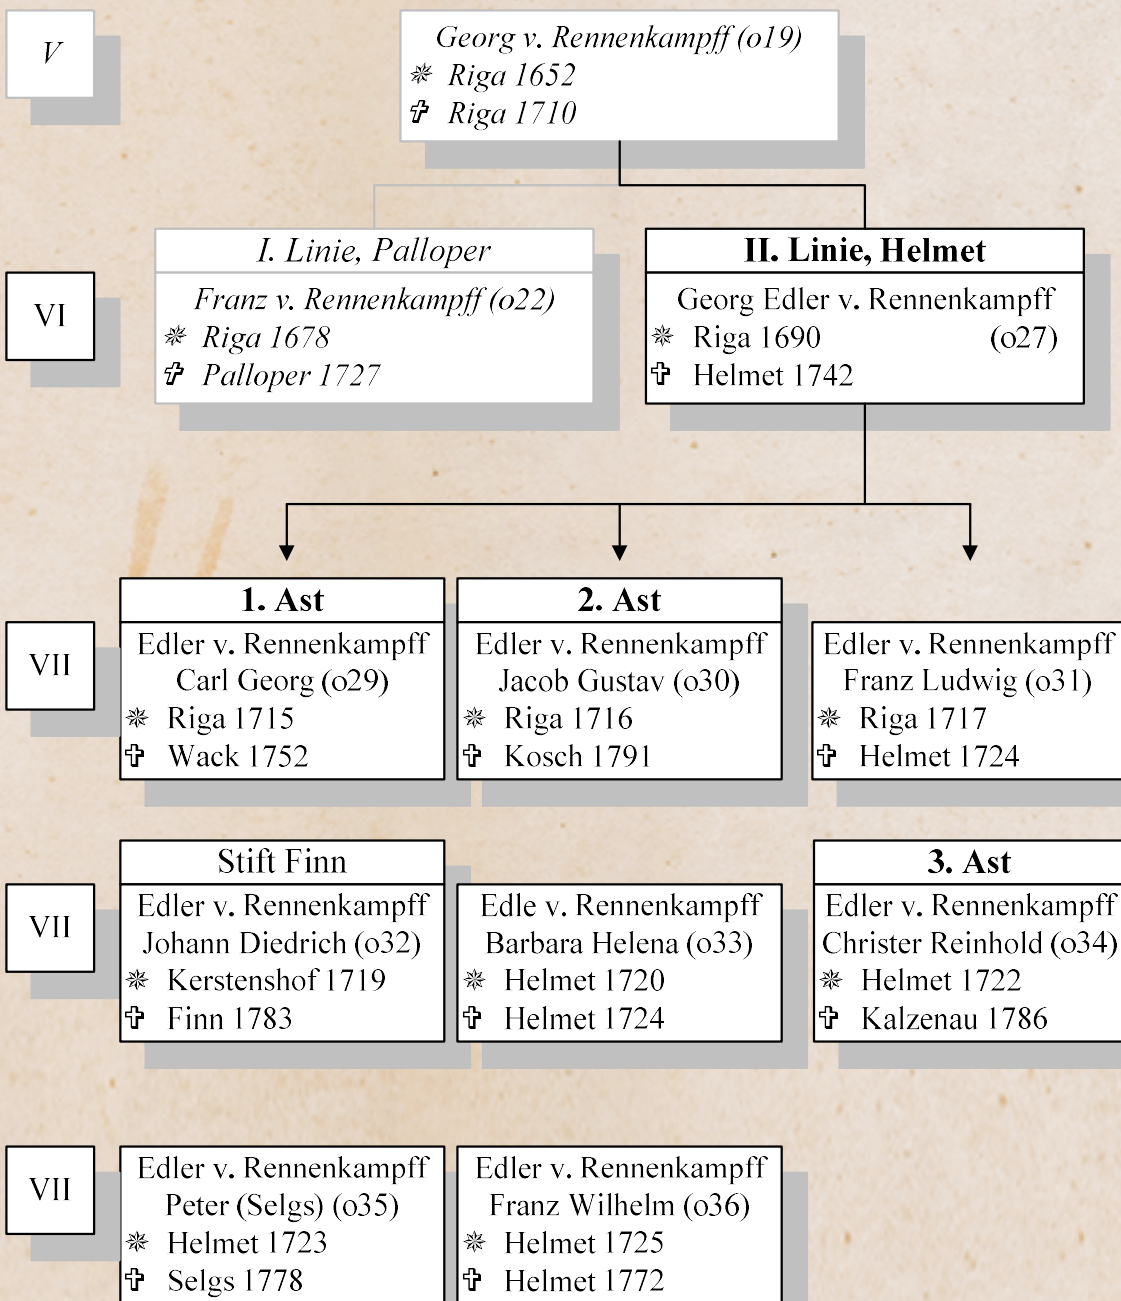 V
Georg v. Rennenkampff (o19)
✵ Riga 1652
✞ Riga 1710
I. Linie, Palloper
II. Linie, Helmet
VI
Franz v. Rennenkampff (o22)
✵ Riga 1678
✞ Palloper 1727
Georg Edler v. Rennenkampff
✵ Riga 1690 (o27)
✞ Helmet 1742
VII
1. Ast
Edler v. Rennenkampff
Carl Georg (o29)
✵ Riga 1715
✞ Wack 1752
2. Ast
Edler v. Rennenkampff
Jacob Gustav (o30)
✵ Riga 1716
✞ Kosch 1791
Edler v. Rennenkampff
Franz Ludwig (o31)
✵ Riga 1717
✞ Helmet 1724
VII
Stift Finn
Edler v. Rennenkampff
Johann Diedrich (o32)
✵ Kerstenshof 1719
✞ Finn 1783
Edle v. Rennenkampff
Barbara Helena (o33)
✵ Helmet 1720
✞ Helmet 1724
3. Ast
Edler v. Rennenkampff
Christer Reinhold (o34)
✵ Helmet 1722
✞ Kalzenau 1786
VII
Edler v. Rennenkampff
Peter (Selgs) (o35)
✵ Helmet 1723
✞ Selgs 1778
Edler v. Rennenkampff
Franz Wilhelm (o36)
✵ Helmet 1725
✞ Helmet 1772